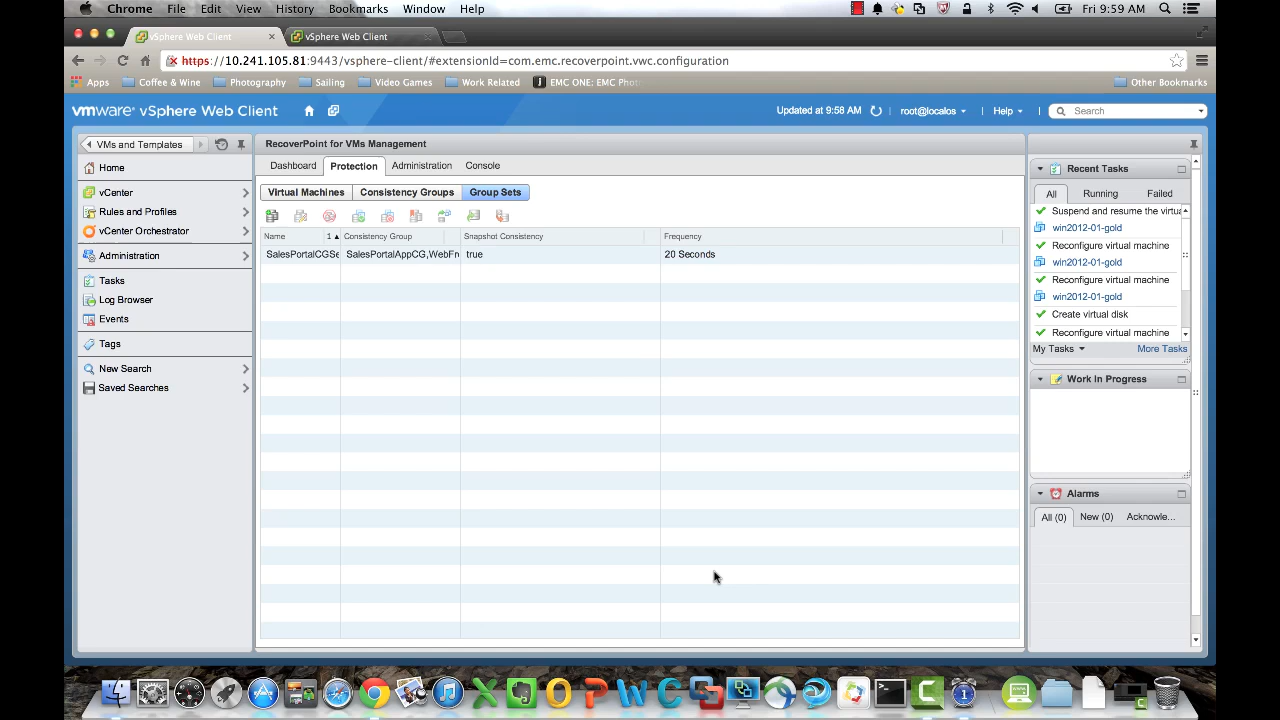 Chrome File Edit View History Bookmarks Window Help Fri 9:59 AM
vSphere Web Client vSphere Web Client
https://10.241.105.81:9443/vsphere-client/#extensionId=com.emc.recoverpoint.vwc.configuration
Apps Coffee & Wine Photography Sailing Video Games Work Related EMC ONE: EMC Phot Other Bookmarks
vmware vSphere Web Client Updated at 9:58 AM root@localos Help Search
VMs and Templates
Home
vCenter
Rules and Profiles
vCenter Orchestrator
Administration
Tasks
Log Browser
Events
Tags
New Search
Saved Searches
RecoverPoint for VMs Management
Dashboard Protection Administration Console
Virtual Machines Consistency Groups Group Sets
Name 1 ▲ Consistency Group Snapshot Consistency Frequency
SalesPortalCGSe SalesPortalAppCG,WebFr true 20 Seconds
Recent Tasks
All Running Failed
Suspend and resume the virtua
win2012-01-gold
Reconfigure virtual machine
win2012-01-gold
Reconfigure virtual machine
win2012-01-gold
Create virtual disk
Reconfigure virtual machine
My Tasks More Tasks
Work In Progress
Alarms
All (0) New (0) Acknowle...